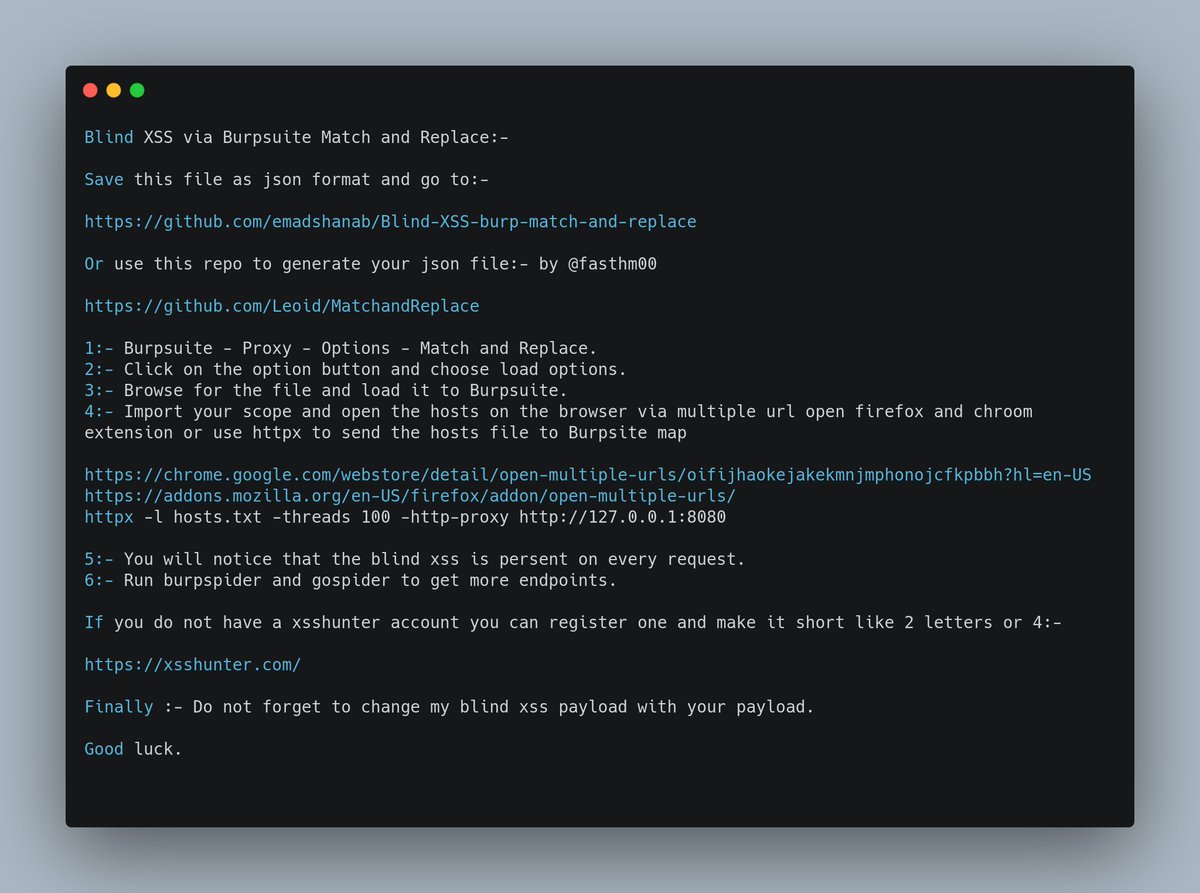 Blind XSS via Burpsuite Match and Replace:-
Save this file as json format and go to:-
https://github.com/emadshanab/Blind-XSS-burp-match-and-replace
Or use this repo to generate your json file:- by @fasthm00
https://github.com/Leoid/MatchandReplace
1:- Burpsuite - Proxy - Options - Match and Replace.
2:- Click on the option button and choose load options.
3:- Browse for the file and load it to Burpsuite.
4:- Import your scope and open the hosts on the browser via multiple url open firefox and chroom
extension or use httpx to send the hosts file to Burpsite map
https://chrome.google.com/webstore/detail/open-multiple-urls/oifijhaokejakekmnjmphonojcfkpbbh?hl=en-US
https://addons.mozilla.org/en-US/firefox/addon/open-multiple-urls/
httpx -l hosts.txt -threads 100 -http-proxy http://127.0.0.1:8080
5:- You will notice that the blind xss is persent on every request.
6:- Run burpspider and gospider to get more endpoints.
If you do not have a xsshunter account you can register one and make it short like 2 letters or 4:-
https://xsshunter.com/
Finally :- Do not forget to change my blind xss payload with your payload.
Good luck.